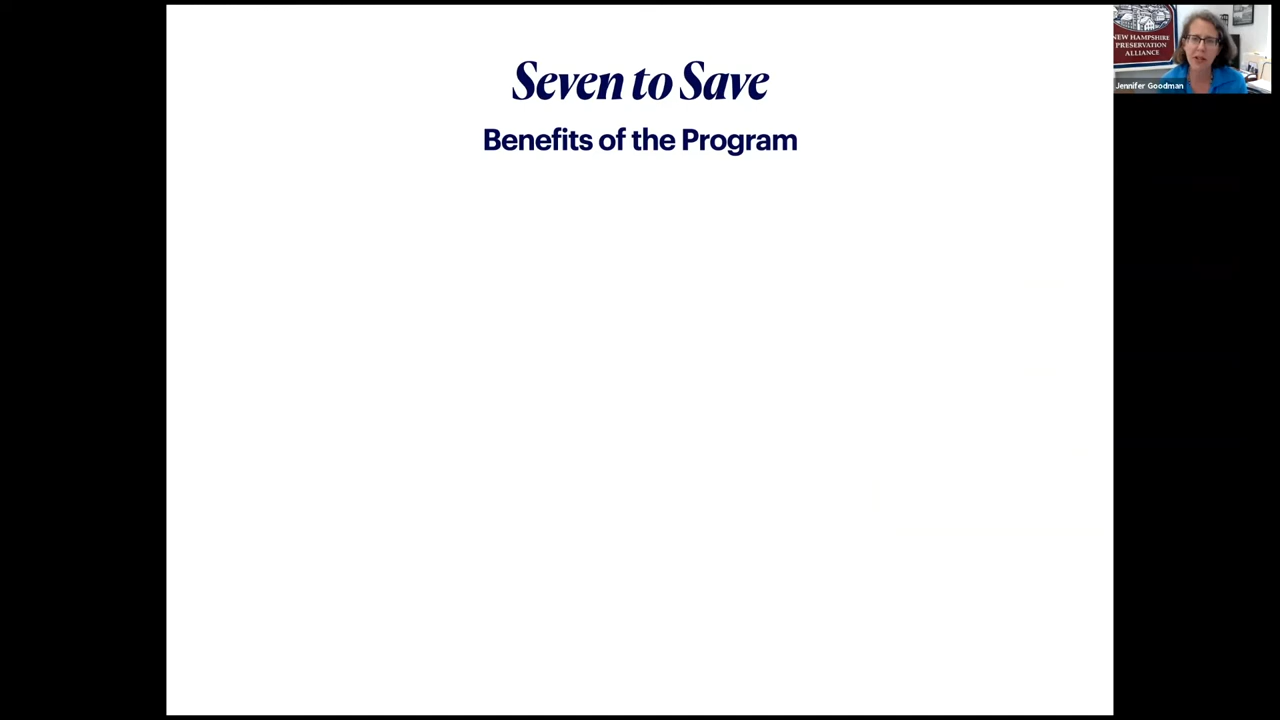 Seven to Save
Benefits of the Program
NEW HAMPSHIRE
PRESERVATION
ALLIANCE
Jennifer Goodman